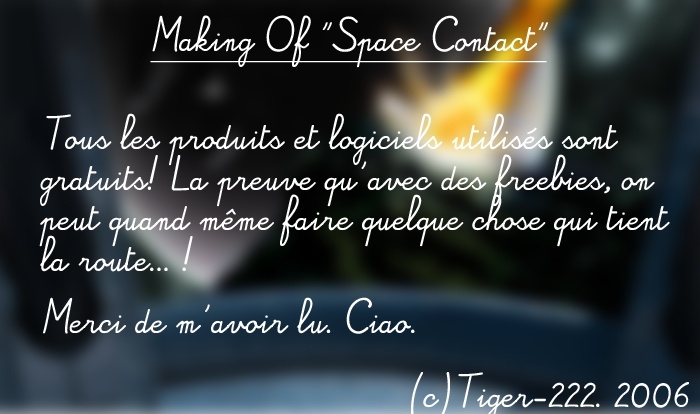 Making Of "Space Contact"
Tous les produits et logiciels utilisés sont
gratuits! La preuve qu'avec des freebies, on
peut quand même faire quelque chose qui tient
la route... !
Merci de m'avoir lu. Ciao.
(c) Tiger-222. 2006